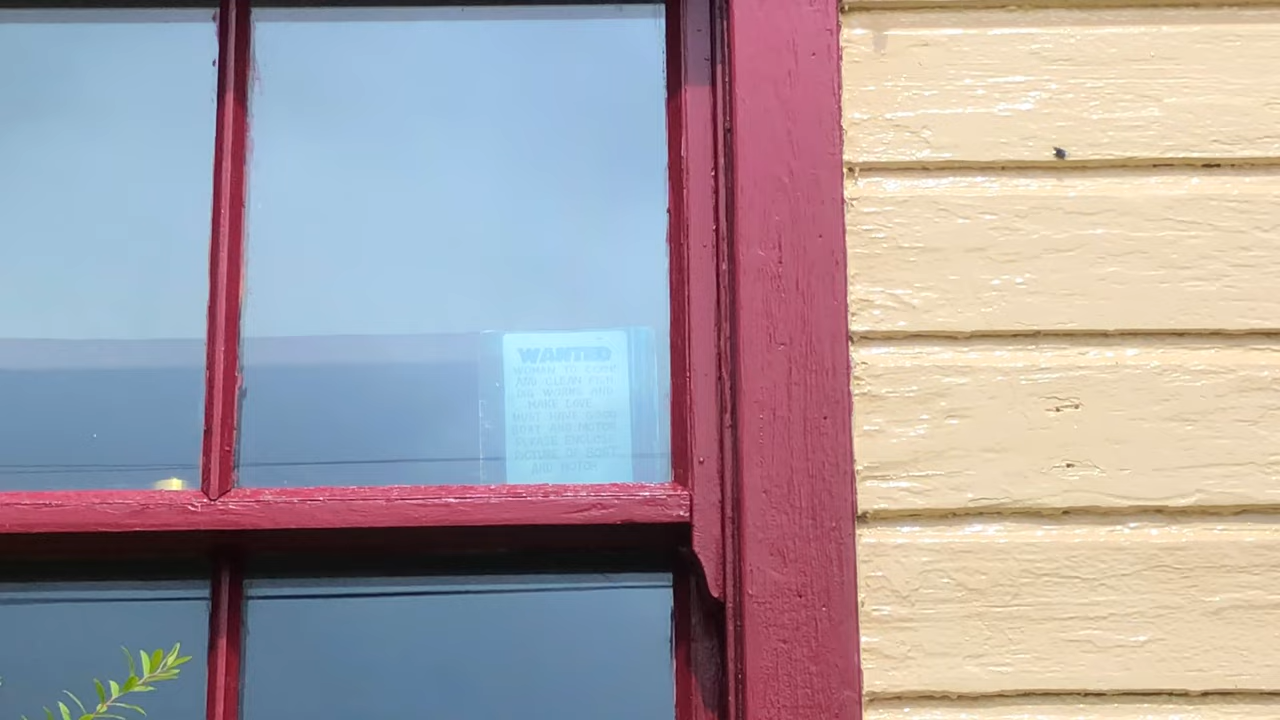 WANTED
WOMAN TO COOK
AND CLEAN FISH
DIG WORMS AND
MAKE LOVE
MUST HAVE GOOD
BOAT AND MOTOR
PLEASE ENCLOSE
PICTURE OF BOAT
AND MOTOR